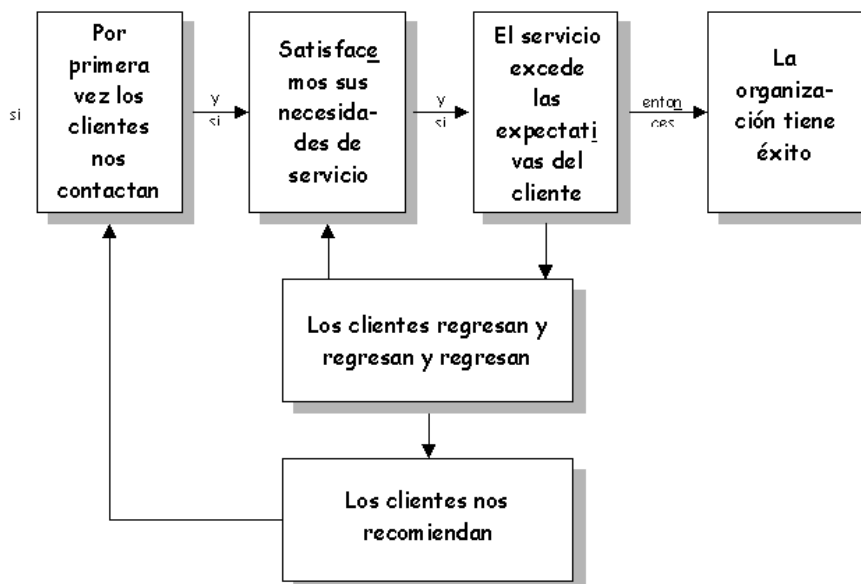 si
Por
primera
vez los
clientes
nos
contactan
y
si
Satisface
mos sus
necesida-
des de
servicio
y
si
El servicio
excede
las
expectati
vas del
cliente
enton
ces
La
organiza-
ción tiene
éxito
Los clientes regresan y
regresan y regresan
Los clientes nos
recomiendan